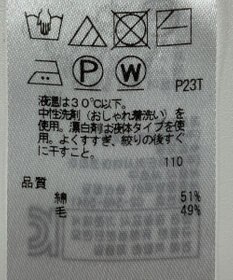 P W
P23T
液温は30℃以下。
中性洗剤(おしゃれ着洗い)を
使用。漂白剤は液体タイプを使
用。よくすすぎ、絞りの後すぐ
に干すこと。
110
品質
綿 51%
毛 49%